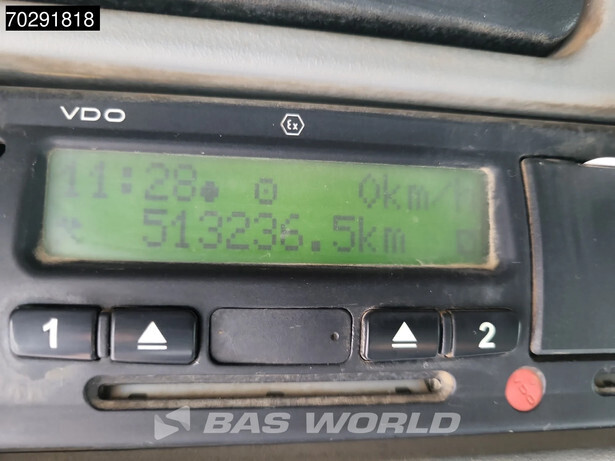 70291818
VDO
Ex
11:28 0km/h
513236.5km
1 2
BAS WORLD